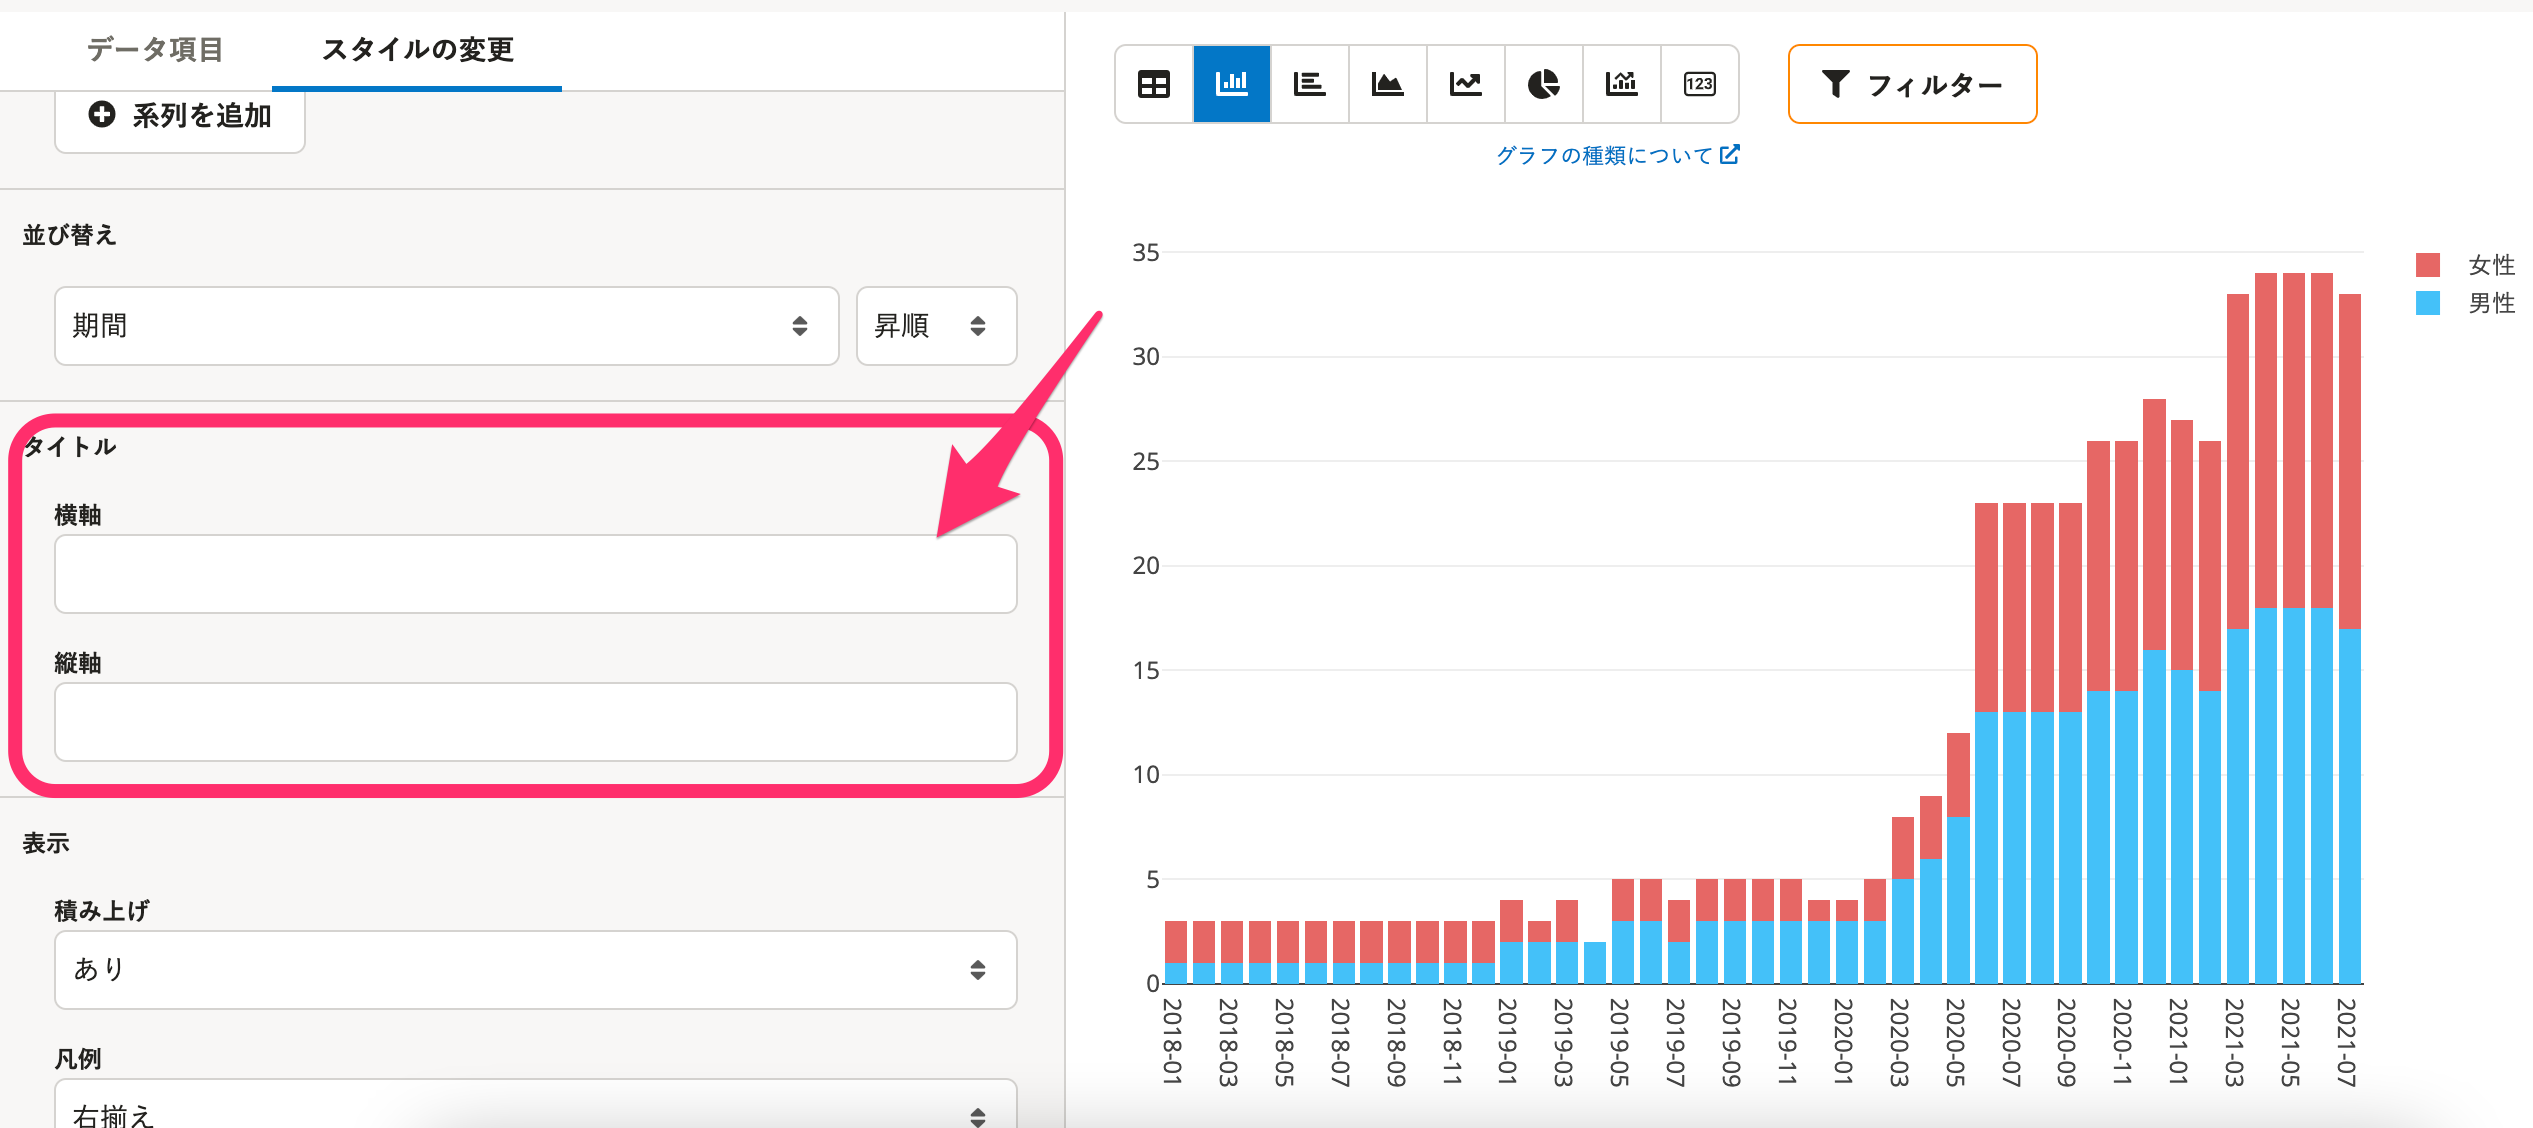 データ項目
スタイルの変更
系列を追加
並び替え
期間
昇順
タイトル
横軸
縦軸
表示
積み上げ
あり
凡例
右揃え
123
フィルター
グラフの種類について
35
30
25
20
15
10
5
0
女性
男性
2018-01
2018-03
2018-05
2018-07
2018-09
2018-11
2019-01
2019-03
2019-05
2019-07
2019-09
2019-11
2020-01
2020-03
2020-05
2020-07
2020-09
2020-11
2021-01
2021-03
2021-05
2021-07